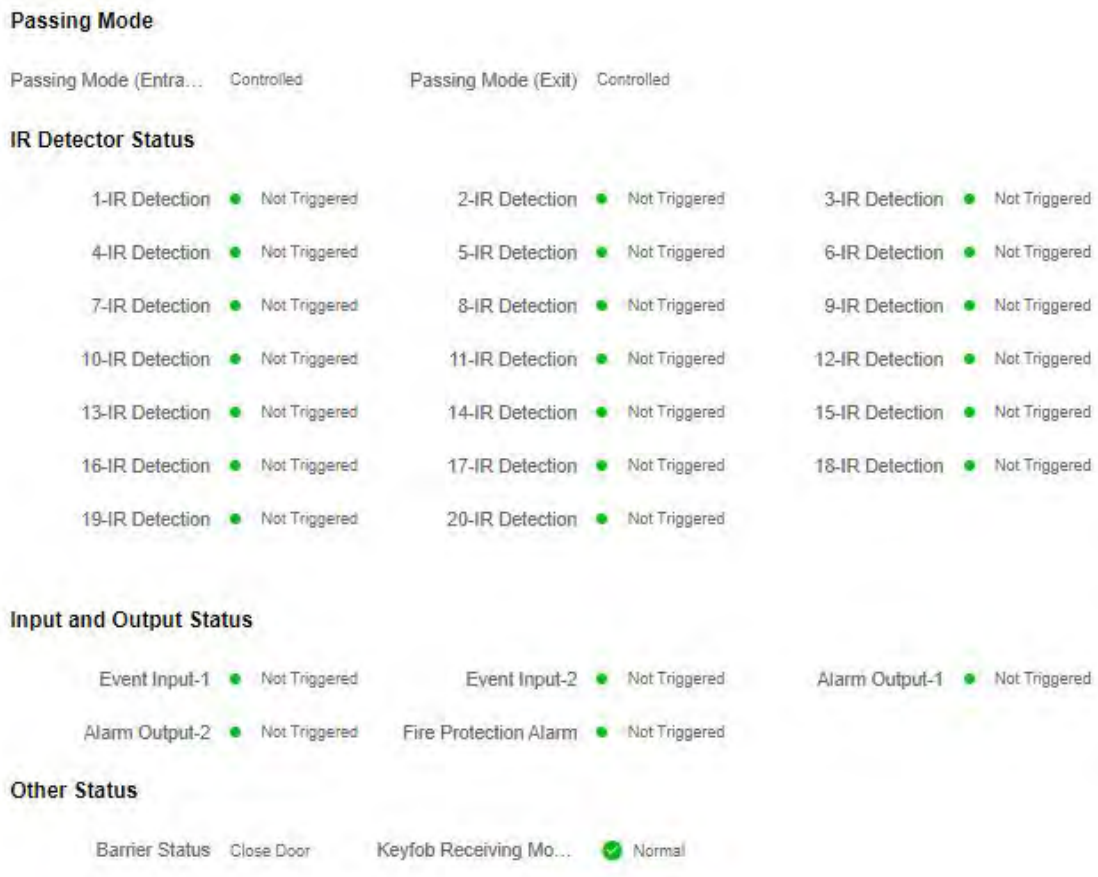 Passing Mode
Passing Mode (Entra... Controlled Passing Mode (Exit) Controlled
IR Detector Status
1-IR Detection Not Triggered 2-IR Detection Not Triggered 3-IR Detection Not Triggered
4-IR Detection Not Triggered 5-IR Detection Not Triggered 6-IR Detection Not Triggered
7-IR Detection Not Triggered 8-IR Detection Not Triggered 9-IR Detection Not Triggered
10-IR Detection Not Triggered 11-IR Detection Not Triggered 12-IR Detection Not Triggered
13-IR Detection Not Triggered 14-IR Detection Not Triggered 15-IR Detection Not Triggered
16-IR Detection Not Triggered 17-IR Detection Not Triggered 18-IR Detection Not Triggered
19-IR Detection Not Triggered 20-IR Detection Not Triggered
Input and Output Status
Event Input-1 Not Triggered Event Input-2 Not Triggered Alarm Output-1 Not Triggered
Alarm Output-2 Not Triggered Fire Protection Alarm Not Triggered
Other Status
Barrier Status Close Door Keyfob Receiving Mo... Normal